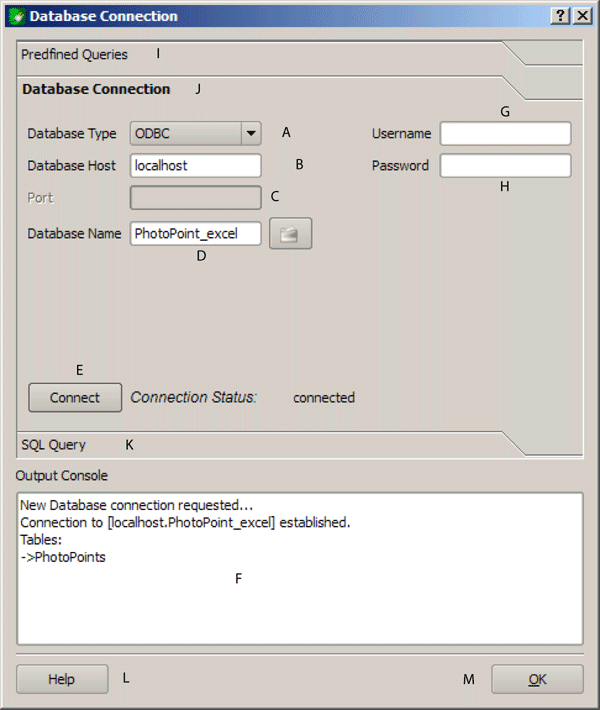 Database Connection
Predfined Queries I
Database Connection J
G
Database Type ODBC A Username
Database Host localhost B Password
H
Port C
Database Name PhotoPoint_excel
D
E
Connect Connection Status: connected
SQL Query K
Output Console
New Database connection requested...
Connection to [localhost.PhotoPoint_excel] established.
Tables:
->PhotoPoints
F
Help L M OK